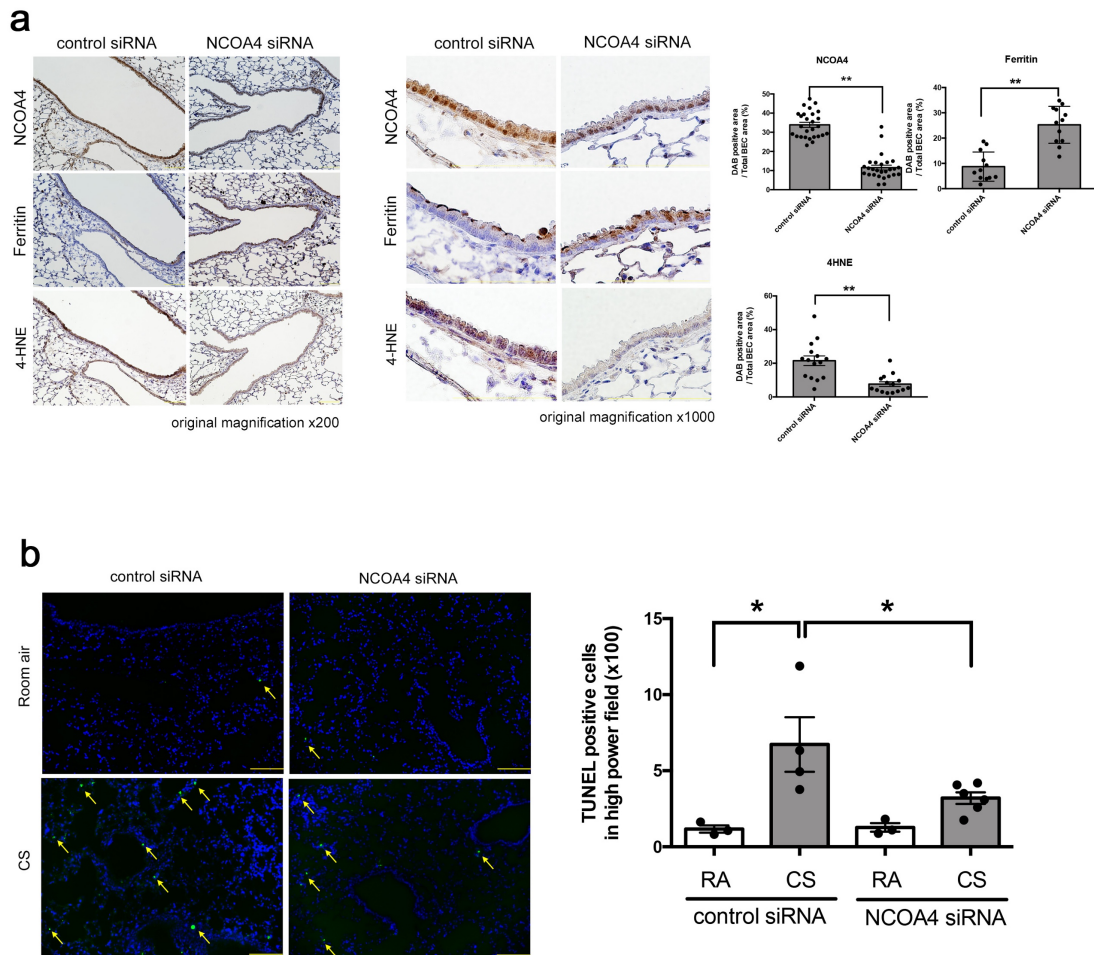 a
control siRNA NCOA4 siRNA
NCOA4
Ferritin
4-HNE
original magnification x200
control siRNA NCOA4 siRNA
NCOA4
Ferritin
4-HNE
original magnification x1000
NCOA4
**
DAB positive area
/ Total BEC area (%)
50
40
30
20
10
0
control siRNA
NCOA4 siRNA
Ferritin
**
DAB positive area
/ Total BEC area (%)
40
30
20
10
0
control siRNA
NCOA4 siRNA
4HNE
**
DAB positive area
/ Total BEC area (%)
60
40
20
0
control siRNA
NCOA4 siRNA
b
control siRNA NCOA4 siRNA
Room air
CS
TUNEL positive cells
in high power field (x100)
15
10
5
0
* *
RA CS RA CS
control siRNA NCOA4 siRNA